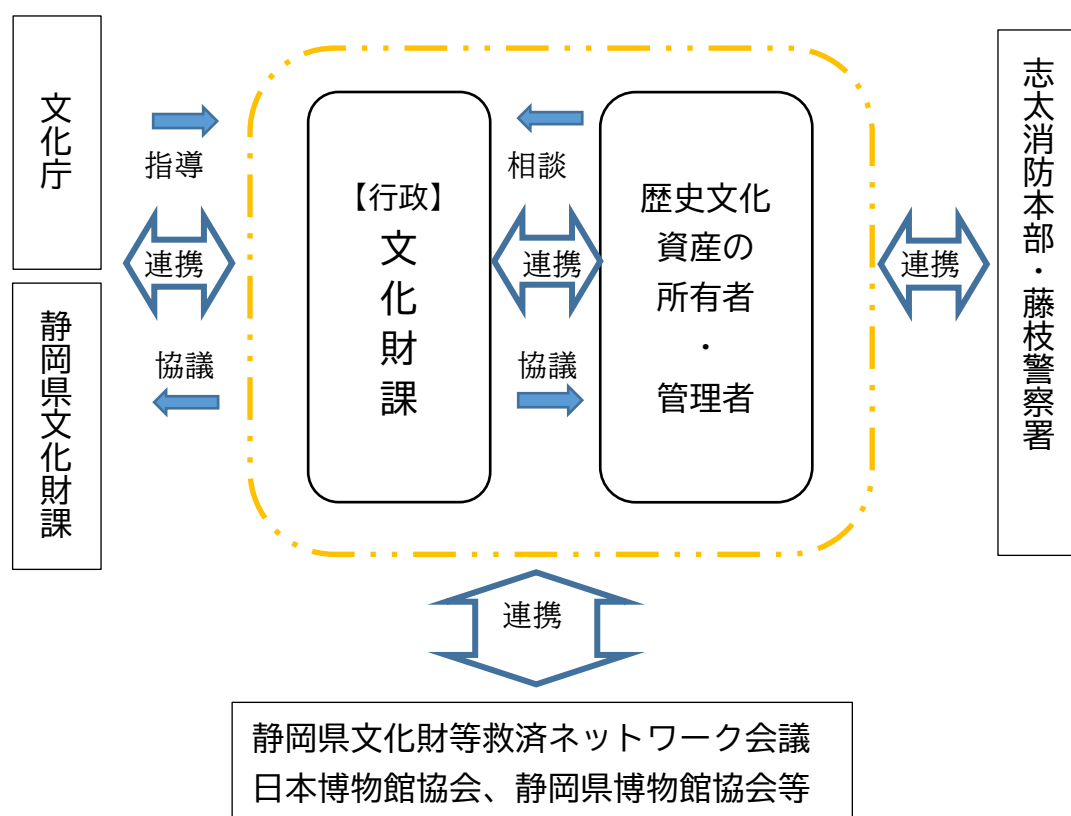 文化庁
静岡県文化財課
指導
連携
協議
【行政】
文化財課
相談
連携
協議
歴史文化
資産の
所有者
・
管理者
連携
志太消防本部・藤枝警察署
連携
静岡県文化財等救済ネットワーク会議
日本博物館協会、静岡県博物館協会等